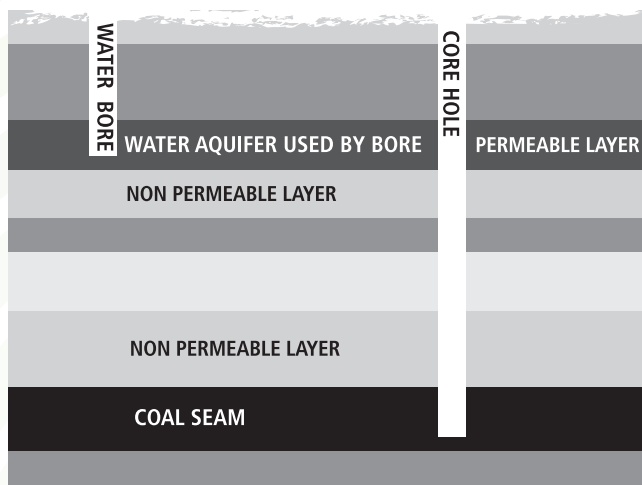 WATER BORE
CORE HOLE
WATER AQUIFER USED BY BORE
PERMEABLE LAYER
NON PERMEABLE LAYER
NON PERMEABLE LAYER
COAL SEAM